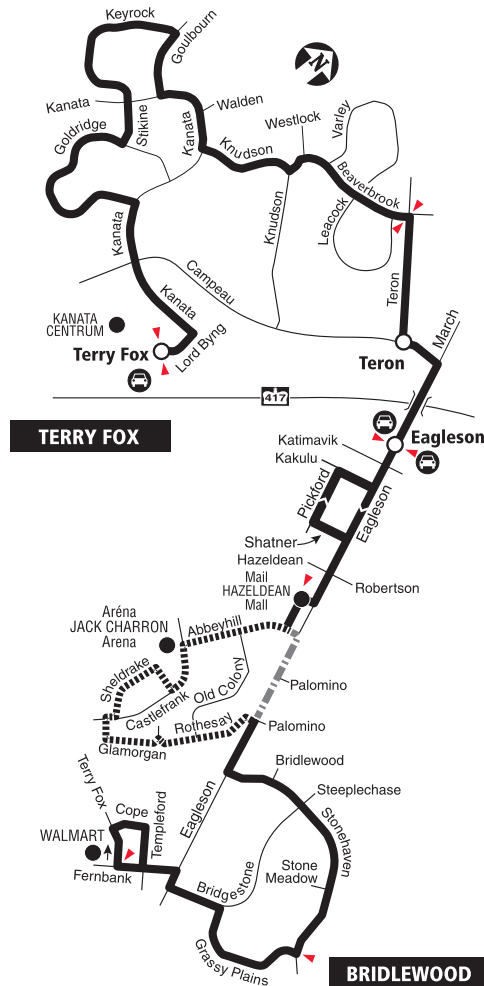 Keyrock
Goulbourn
N
Kanata
Stikine
Walden
Goldridge
Kanata
Knudson
Westlock
Varley
Beaverbrook
Leacock
Knudson
Kanata
Campeau
Teron
Kanata
KANATA
CENTRUM
Lord Byng
Terry Fox
March
Teron
417
TERRY FOX
Eagleson
Katimavik
Kakulu
Pickford
Eagleson
Shatner
Hazeldean
Mail
HAZELDEAN
Mall
Robertson
Aréna
JACK CHARRON
Arena
Abbeyhill
Sheldrake
Old Colony
Palomino
Castlefrank
Rothesay
Palomino
Glamorgan
Bridlewood
Terry Fox
Eagleson
Steeplechase
Cope
Templeford
Stonehaven
WALMART
Stone
Meadow
Fernbank
Bridgestone
Grassy Plains
BRIDLEWOOD